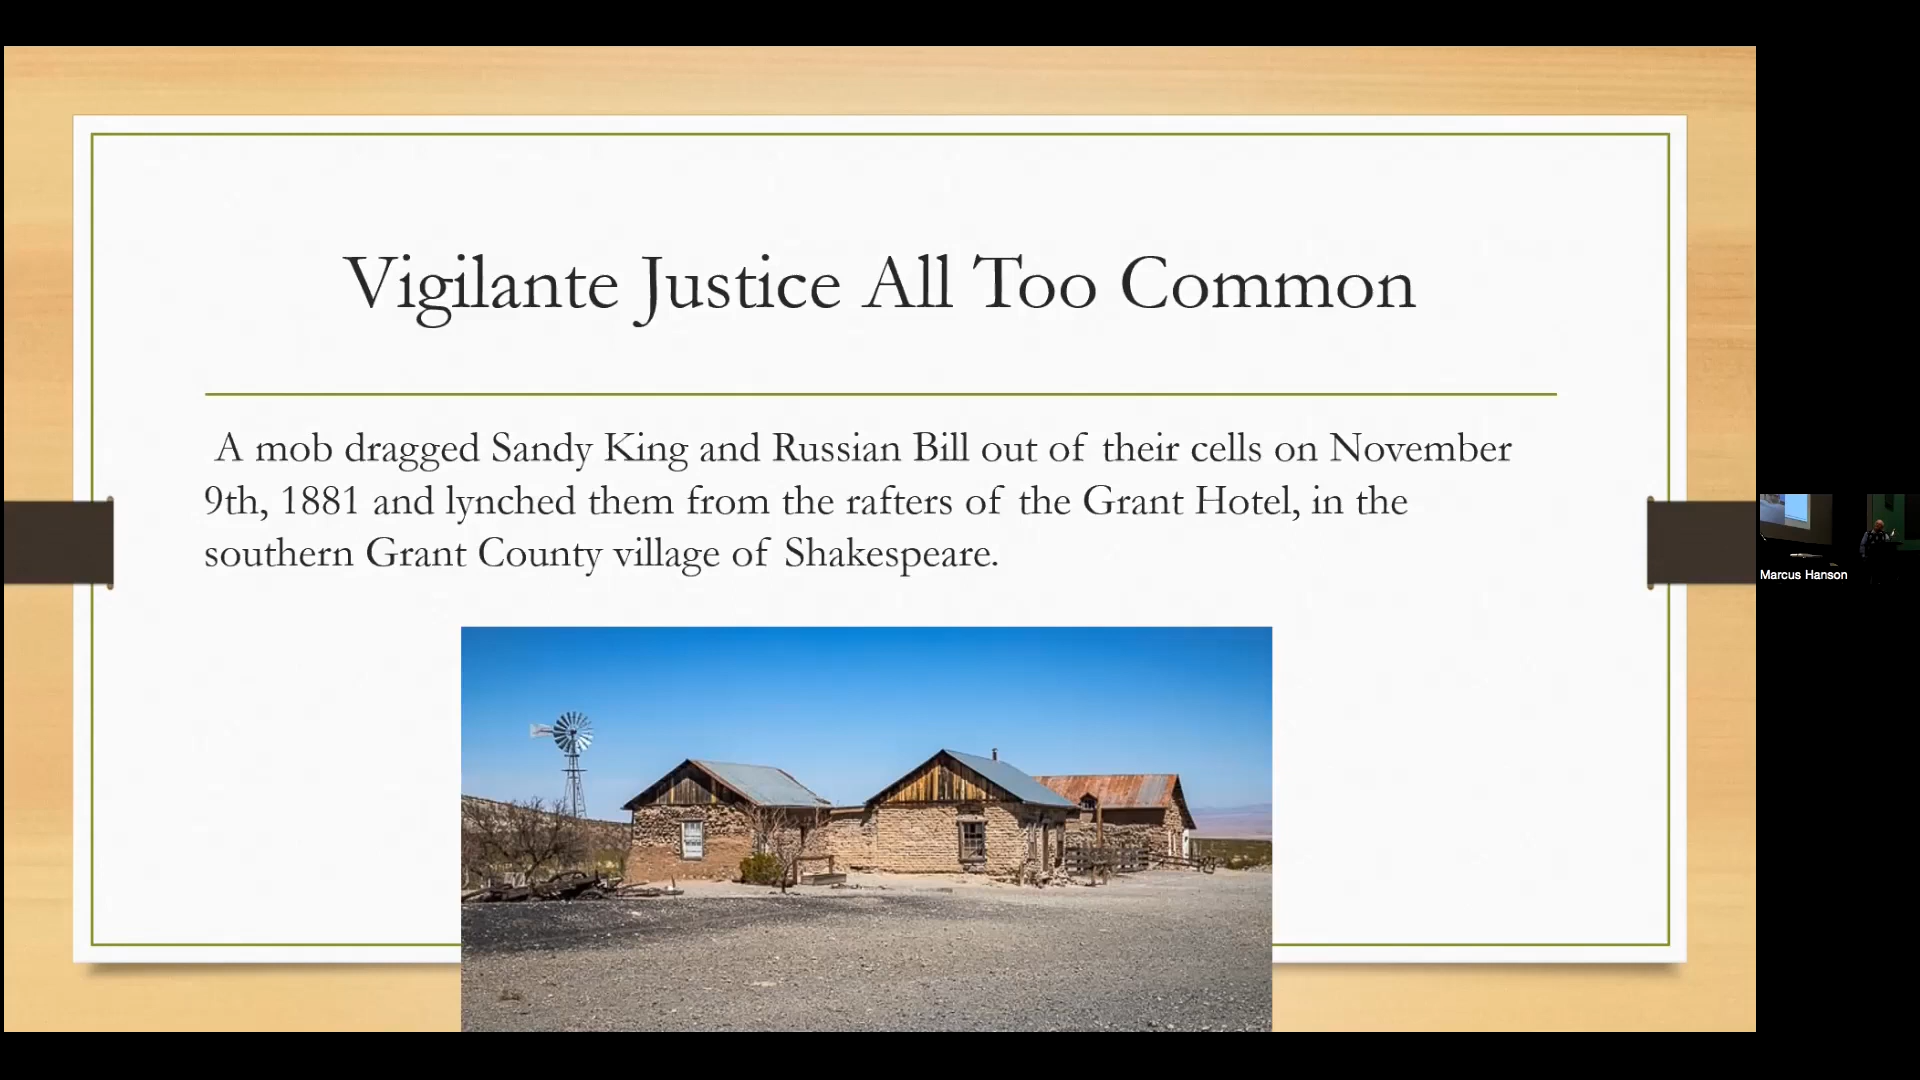 Vigilante Justice All Too Common
A mob dragged Sandy King and Russian Bill out of their cells on November
9th, 1881 and lynched them from the rafters of the Grant Hotel, in the
southern Grant County village of Shakespeare.
Marcus Hanson